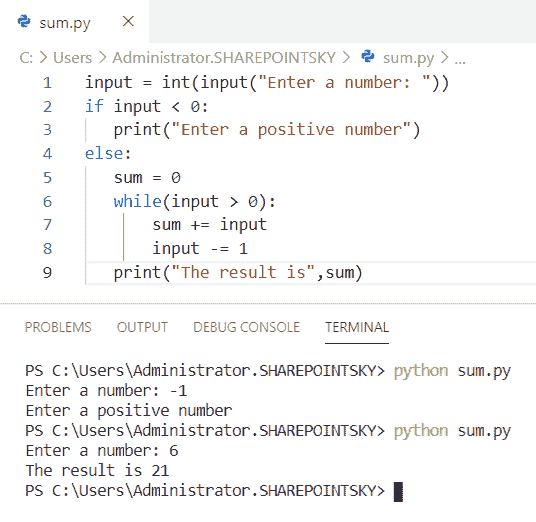 sum.py ×
C: > Users > Administrator.SHAREPOINTSKY > sum.py > ...
1 input = int(input("Enter a number: "))
2 if input < 0:
3 print("Enter a positive number")
4 else:
5 sum = 0
6 while(input > 0):
7 sum += input
8 input -= 1
9 print("The result is",sum)
PROBLEMS OUTPUT DEBUG CONSOLE TERMINAL
PS C:\Users\Administrator.SHAREPOINTSKY> python sum.py
Enter a number: -1
Enter a positive number
PS C:\Users\Administrator.SHAREPOINTSKY> python sum.py
Enter a number: 6
The result is 21
PS C:\Users\Administrator.SHAREPOINTSKY>